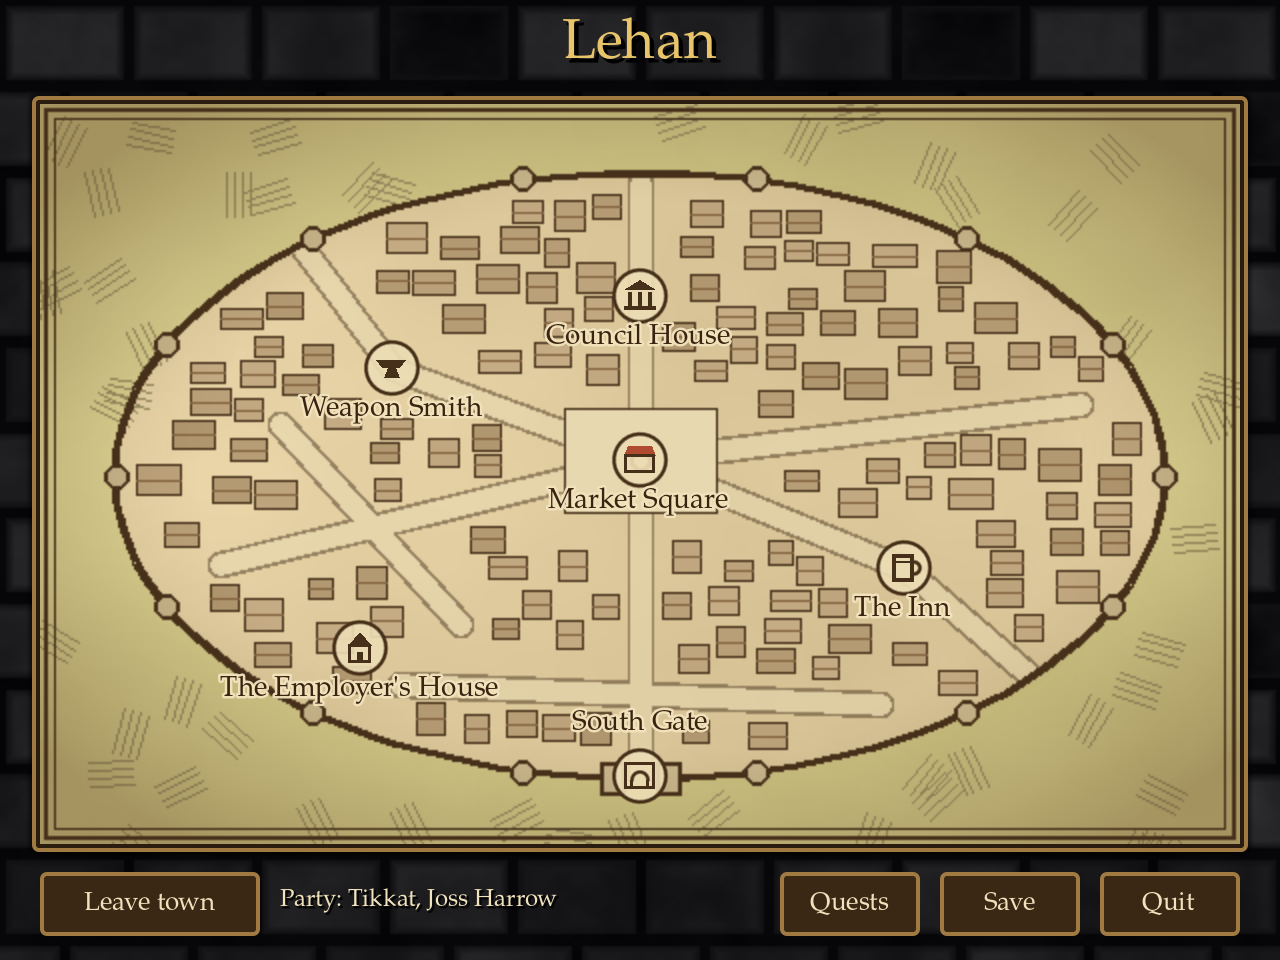 Lehan
Council House
Weapon Smith
Market Square
The Inn
The Employer's House
South Gate
Leave town
Party: Tikkat, Joss Harrow
Quests
Save
Quit